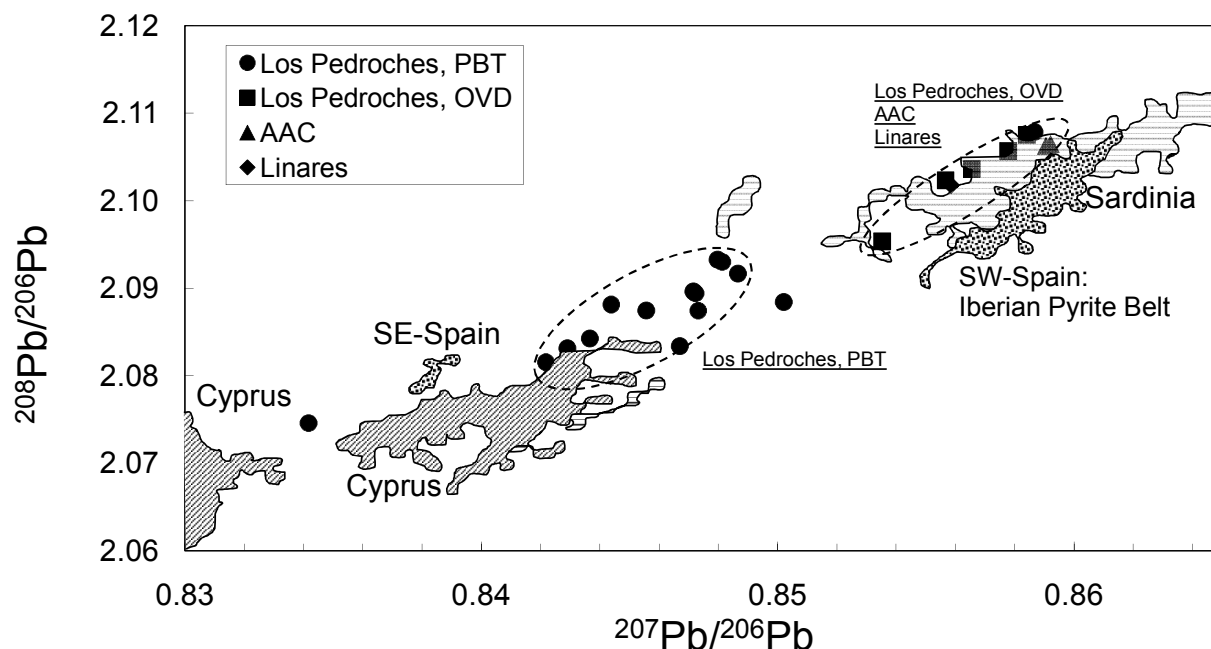 2.12
2.11
2.10
2.09
2.08
2.07
2.06
²⁰⁸Pb/²⁰⁶Pb
Los Pedroches, PBT
Los Pedroches, OVD
AAC
Linares
Los Pedroches, OVD
AAC
Linares
Sardinia
SW-Spain:
Iberian Pyrite Belt
SE-Spain
Los Pedroches, PBT
Cyprus
Cyprus
0.83
0.84
0.85
0.86
²⁰⁷Pb/²⁰⁶Pb